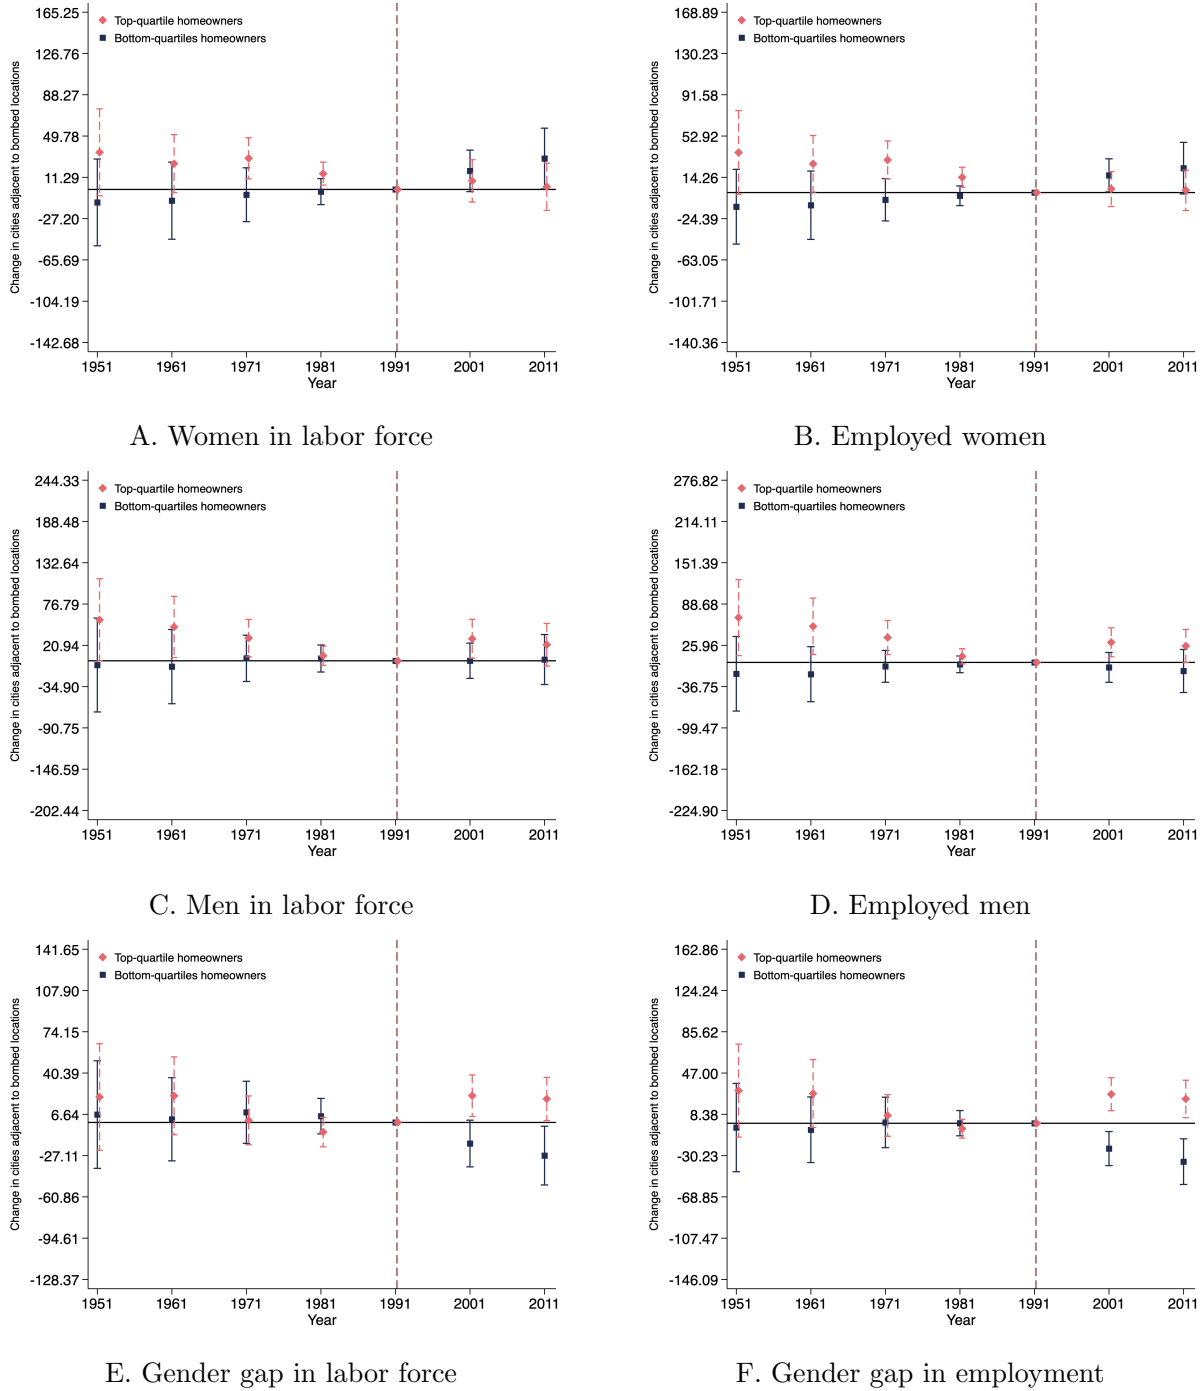 165.25
126.76
88.27
49.78
11.29
-27.20
-65.69
-104.19
-142.68
Change in cities adjacent to bombed locations
Top-quartile homeowners
Bottom-quartiles homeowners
1951 1961 1971 1981 1991 2001 2011
Year
A. Women in labor force
168.89
130.23
91.58
52.92
14.26
-24.39
-63.05
-101.71
-140.36
Change in cities adjacent to bombed locations
Top-quartile homeowners
Bottom-quartiles homeowners
1951 1961 1971 1981 1991 2001 2011
Year
B. Employed women
244.33
188.48
132.64
76.79
20.94
-34.90
-90.75
-146.59
-202.44
Change in cities adjacent to bombed locations
Top-quartile homeowners
Bottom-quartiles homeowners
1951 1961 1971 1981 1991 2001 2011
Year
C. Men in labor force
276.82
214.11
151.39
88.68
25.96
-36.75
-99.47
-162.18
-224.90
Change in cities adjacent to bombed locations
Top-quartile homeowners
Bottom-quartiles homeowners
1951 1961 1971 1981 1991 2001 2011
Year
D. Employed men
141.65
107.90
74.15
40.39
6.64
-27.11
-60.86
-94.61
-128.37
Change in cities adjacent to bombed locations
Top-quartile homeowners
Bottom-quartiles homeowners
1951 1961 1971 1981 1991 2001 2011
Year
E. Gender gap in labor force
162.86
124.24
85.62
47.00
8.38
-30.23
-68.85
-107.47
-146.09
Change in cities adjacent to bombed locations
Top-quartile homeowners
Bottom-quartiles homeowners
1951 1961 1971 1981 1991 2001 2011
Year
F. Gender gap in employment